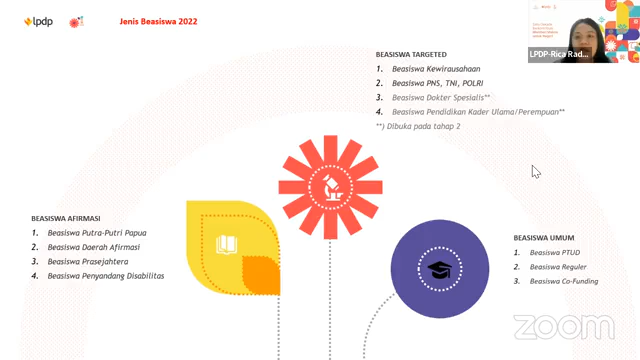 lpdp
Jenis Beasiswa 2022
LPDP-Rica Rad...
BEASISWA TARGETED
1. Beasiswa Kewirausahaan
2. Beasiswa PNS, TNI, POLRI
3. Beasiswa Dokter Spesialis**
4. Beasiswa Pendidikan Kader Ulama/Perempuan**
**) Dibuka pada tahap 2
BEASISWA AFIRMASI
1. Beasiswa Putra-Putri Papua
2. Beasiswa Daerah Afirmasi
3. Beasiswa Prasejahtera
4. Beasiswa Penyandang Disabilitas
BEASISWA UMUM
1. Beasiswa PTUD
2. Beasiswa Reguler
3. Beasiswa Co-Funding
zoom